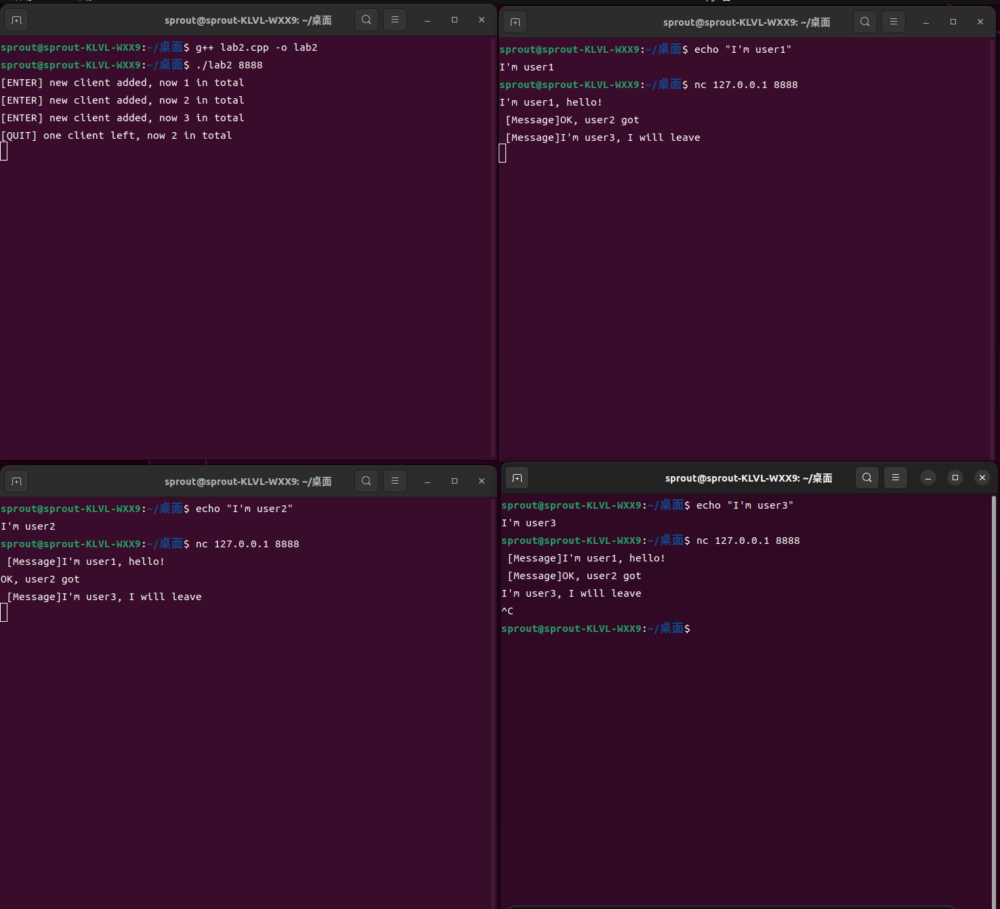 sprout@sprout-KLVL-WXX9: ~/桌面
sprout@sprout-KLVL-WXX9:~/桌面$ g++ lab2.cpp -o lab2
sprout@sprout-KLVL-WXX9:~/桌面$ ./lab2 8888
[ENTER] new client added, now 1 in total
[ENTER] new client added, now 2 in total
[ENTER] new client added, now 3 in total
[QUIT] one client left, now 2 in total
sprout@sprout-KLVL-WXX9: ~/桌面
sprout@sprout-KLVL-WXX9:~/桌面$ echo "I'm user1"
I'm user1
sprout@sprout-KLVL-WXX9:~/桌面$ nc 127.0.0.1 8888
I'm user1, hello!
[Message]OK, user2 got
[Message]I'm user3, I will leave
sprout@sprout-KLVL-WXX9: ~/桌面
sprout@sprout-KLVL-WXX9:~/桌面$ echo "I'm user2"
I'm user2
sprout@sprout-KLVL-WXX9:~/桌面$ nc 127.0.0.1 8888
[Message]I'm user1, hello!
OK, user2 got
[Message]I'm user3, I will leave
sprout@sprout-KLVL-WXX9: ~/桌面
sprout@sprout-KLVL-WXX9:~/桌面$ echo "I'm user3"
I'm user3
sprout@sprout-KLVL-WXX9:~/桌面$ nc 127.0.0.1 8888
[Message]I'm user1, hello!
[Message]OK, user2 got
I'm user3, I will leave
^C
sprout@sprout-KLVL-WXX9:~/桌面$